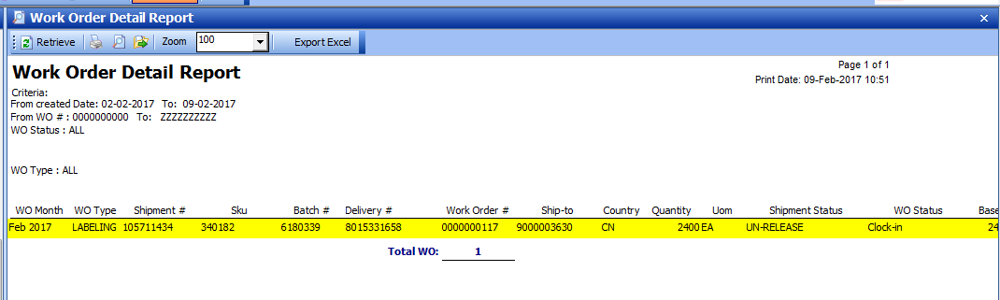 Work Order Detail Report
Retrieve Zoom 100 Export Excel
Work Order Detail Report
Page 1 of 1
Print Date: 09-Feb-2017 10:51
Criteria:
From created Date: 02-02-2017 To: 09-02-2017
From WO # : 0000000000 To: ZZZZZZZZZZ
WO Status : ALL
WO Type : ALL
WO Month WO Type Shipment # Sku Batch # Delivery # Work Order # Ship-to Country Quantity Uom Shipment Status WO Status Base
Feb 2017 LABELING 105711434 340182 6180339 8015331658 0000000117 9000003630 CN 2400 EA UN-RELEASE Clock-in 24
Total WO: 1